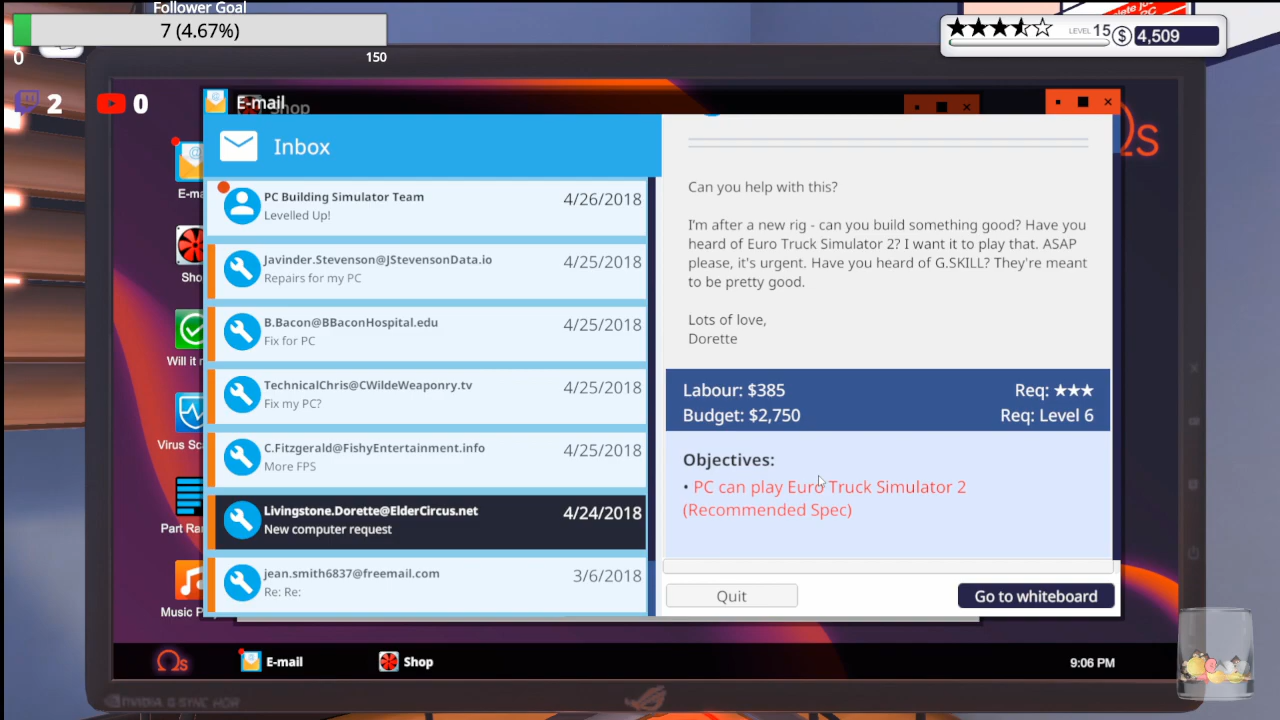 Follower Goal
7 (4.67%)
0
150
2
0
LEVEL 15
$ 4,509
E-mail
Shop
Inbox
PC Building Simulator Team
4/26/2018
Levelled Up!
Javinder.Stevenson@JStevensonData.io
4/25/2018
Repairs for my PC
B.Bacon@BBaconHospital.edu
4/25/2018
Fix for PC
TechnicalChris@CWildeWeaponry.tv
4/25/2018
Fix my PC?
C.Fitzgerald@FishyEntertainment.info
4/25/2018
More FPS
Livingstone.Dorette@ElderCircus.net
4/24/2018
New computer request
jean.smith6837@freemail.com
3/6/2018
Re: Re:
Can you help with this?
I'm after a new rig - can you build something good? Have you
heard of Euro Truck Simulator 2? I want it to play that. ASAP
please, it's urgent. Have you heard of G.SKILL? They're meant
to be pretty good.
Lots of love,
Dorette
Labour: $385
Req: ★★★
Budget: $2,750
Req: Level 6
Objectives:
• PC can play Euro Truck Simulator 2
(Recommended Spec)
Quit
Go to whiteboard
E-ma
Sho
Will it r
Virus Sc
Part Ran
Music P
Ωs
E-mail
Shop
9:06 PM
NVIDIA G-SYNC HDR